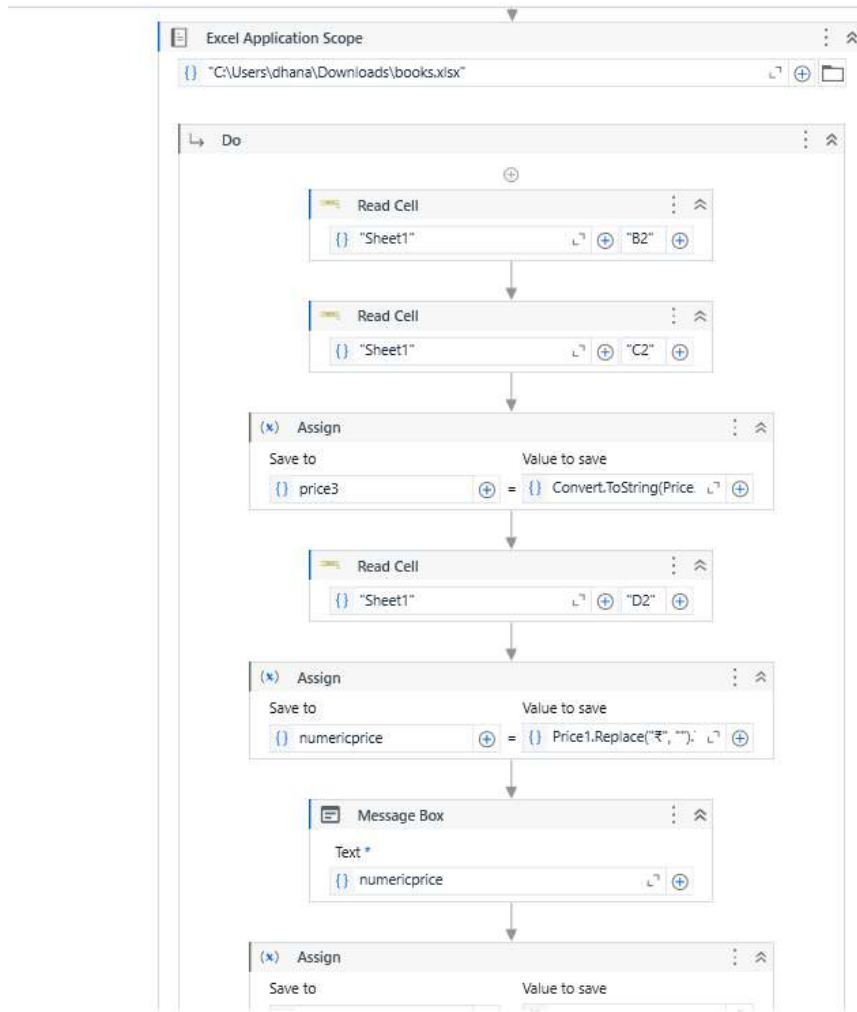 Excel Application Scope
{} "C:\Users\dhana\Downloads\books.xlsx"
Do
Read Cell
{} "Sheet1" "B2"
Read Cell
{} "Sheet1" "C2"
(x) Assign
Save to Value to save
{} price3 = {} Convert.ToString(Price.
Read Cell
{} "Sheet1" "D2"
(x) Assign
Save to Value to save
{} numericprice = {} Price1.Replace("₹", "").
Message Box
Text *
{} numericprice
(x) Assign
Save to Value to save